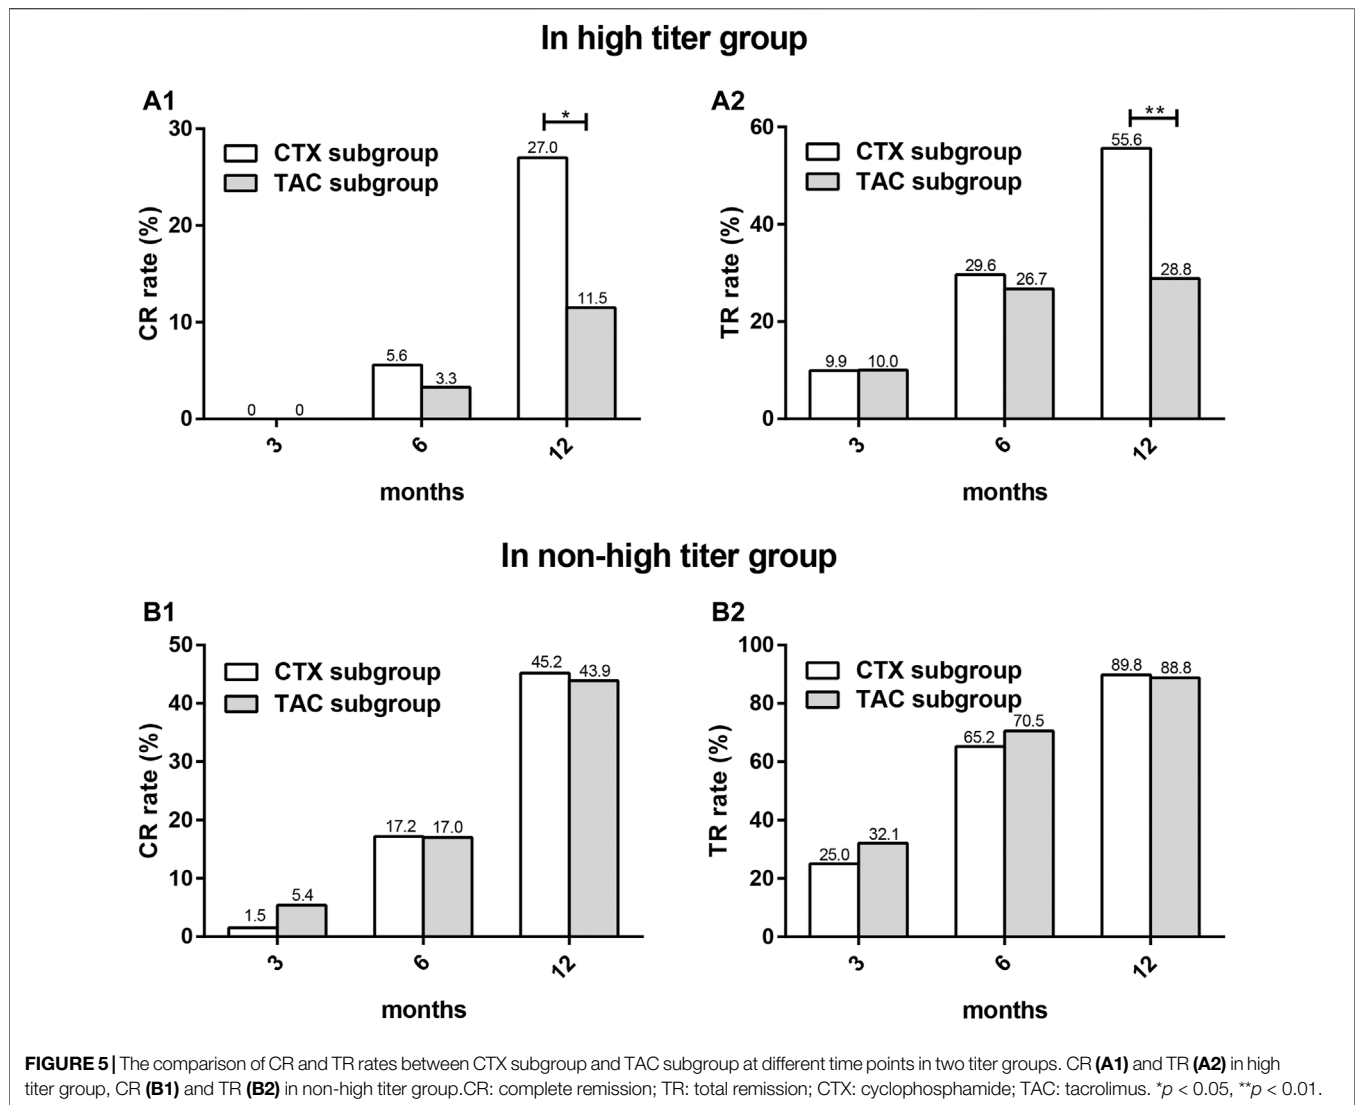 In high titer group
A1
30
20
10
0
CR rate (%)
CTX subgroup
TAC subgroup
0
0
5.6
3.3
27.0
11.5
*
3
6
12
months
A2
60
40
20
0
TR rate (%)
CTX subgroup
TAC subgroup
9.9
10.0
29.6
26.7
55.6
28.8
**
3
6
12
months
In non-high titer group
B1
50
40
30
20
10
0
CR rate (%)
CTX subgroup
TAC subgroup
1.5
5.4
17.2
17.0
45.2
43.9
3
6
12
months
B2
100
80
60
40
20
0
TR rate (%)
CTX subgroup
TAC subgroup
25.0
32.1
65.2
70.5
89.8
88.8
3
6
12
months
FIGURE 5 | The comparison of CR and TR rates between CTX subgroup and TAC subgroup at different time points in two titer groups. CR (A1) and TR (A2) in high
titer group, CR (B1) and TR (B2) in non-high titer group.CR: complete remission; TR: total remission; CTX: cyclophosphamide; TAC: tacrolimus. *p < 0.05, **p < 0.01.